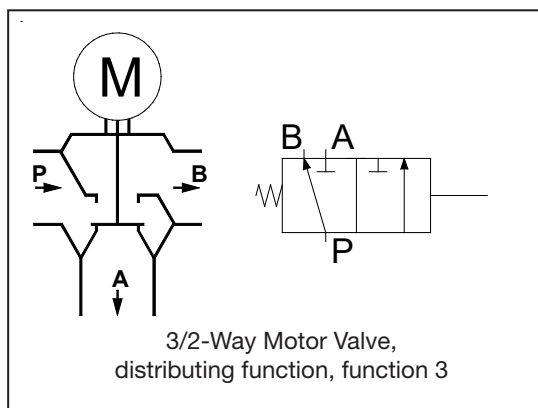 M
P
B
A
B A
P
3/2-Way Motor Valve,
distributing function, function 3